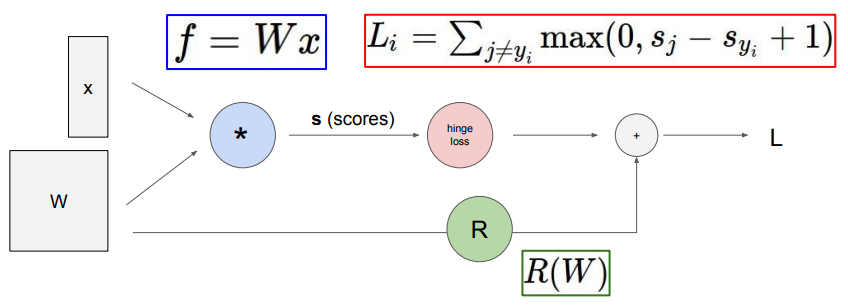 f = Wx
L_i = \sum_{j \neq y_i} \max(0, s_j - s_{y_i} + 1)
x
W
*
s (scores)
hinge
loss
+
L
R
R(W)